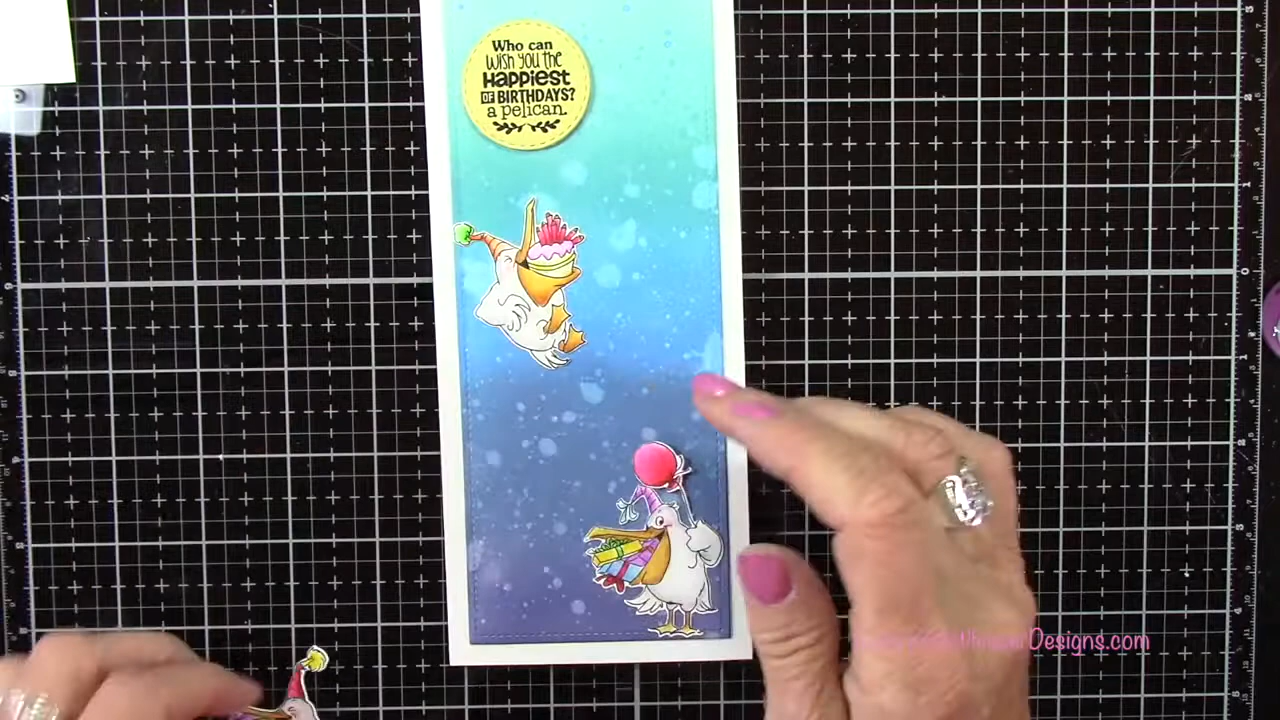 Who can
wish you the
HAPPIEST
OF BIRTHDAYS?
a pelican.
Designs.com